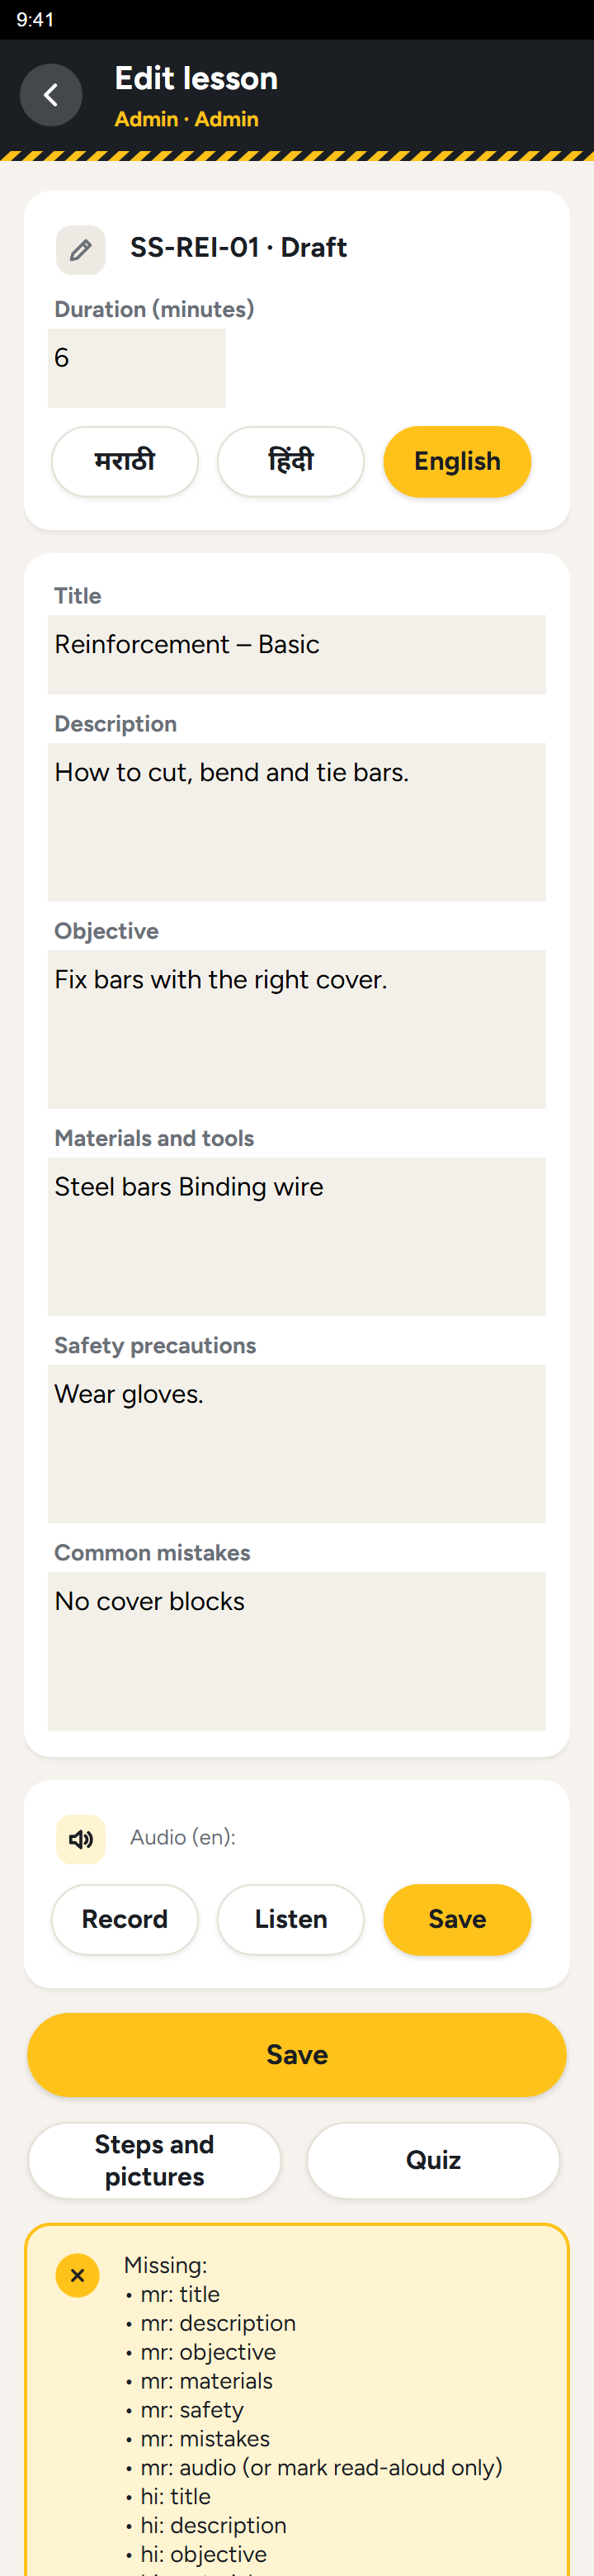 9:41
Edit lesson
Admin · Admin
SS-REI-01 · Draft
Duration (minutes)
6
मराठी
हिंदी
English
Title
Reinforcement – Basic
Description
How to cut, bend and tie bars.
Objective
Fix bars with the right cover.
Materials and tools
Steel bars Binding wire
Safety precautions
Wear gloves.
Common mistakes
No cover blocks
Audio (en):
Record
Listen
Save
Save
Steps and
pictures
Quiz
Missing:
• mr: title
• mr: description
• mr: objective
• mr: materials
• mr: safety
• mr: mistakes
• mr: audio (or mark read-aloud only)
• hi: title
• hi: description
• hi: objective